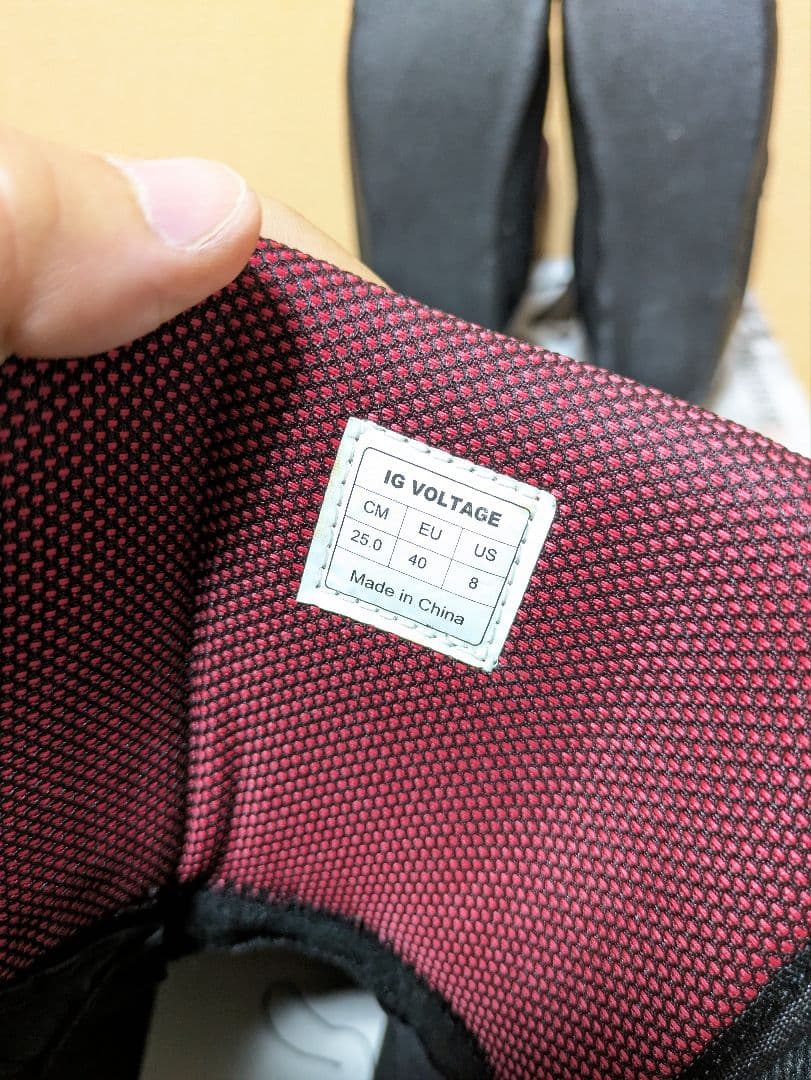 IG VOLTAGE
CM EU US
25.0 40 8
Made in China